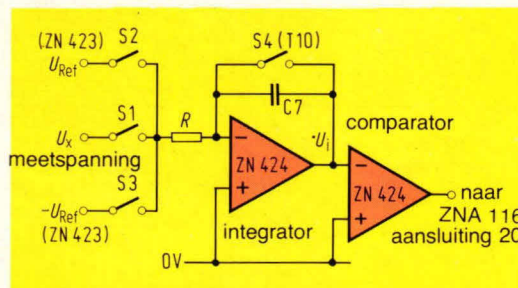 S2
(ZN 423)
U_Ref
S4 (T10)
C7
S1
R
U_x
meetspanning
-U_i
comparator
S3
ZN 424
-U_Ref
(ZN 423)
ZN 424
integrator
naar
ZNA 116
aansluiting 20
0V